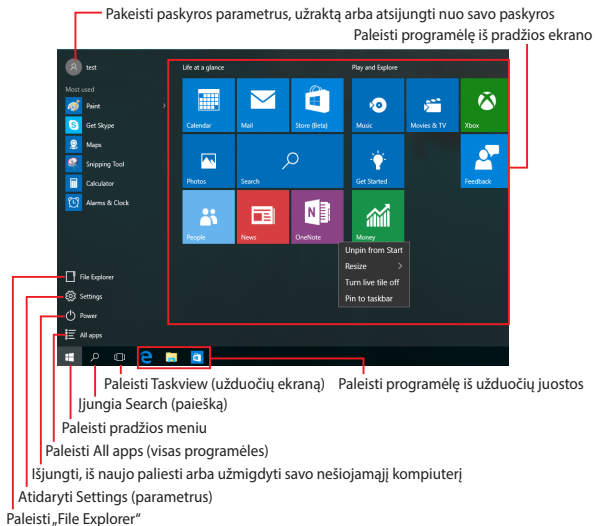 Pakeisti paskyros parametrus, užraktą arba atsijungti nuo savo paskyros
Paleisti programėlę iš pradžios ekrano
test
Life at a glance
Play and Explore
Most used
Paint
Get Skype
Maps
Snipping Tool
Calculator
Alarms & Clock
Calendar
Mail
Store (Beta)
Music
Movies & TV
Xbox
Photos
Search
Get Started
Feedback
People
News
OneNote
Money
Unpin from Start
Resize
Turn live tile off
Pin to taskbar
File Explorer
Settings
Power
All apps
Paleisti Taskview (užduočių ekraną)
Paleisti programėlę iš užduočių juostos
Įjungia Search (paiešką)
Paleisti pradžios meniu
Paleisti All apps (visas programėles)
Išjungti, iš naujo paliesti arba užmigdyti savo nešiojamąjį kompiuterį
Atidaryti Settings (parametrus)
Paleisti „File Explorer“